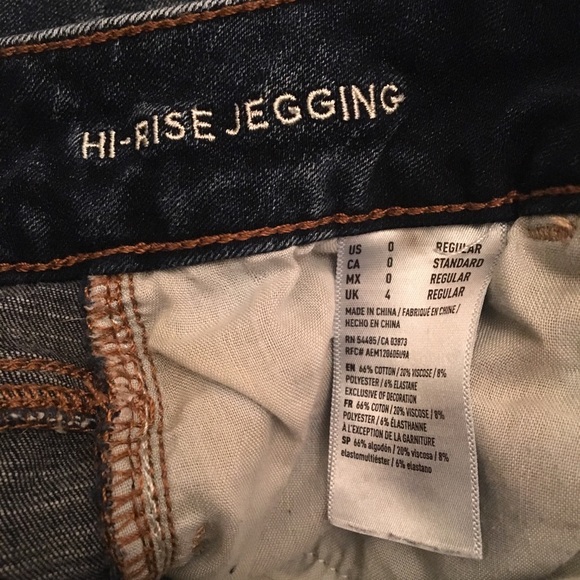 HI-RISE JEGGING
US 0 REGULAR
CA 0 STANDARD
MX 0 REGULAR
UK 4 REGULAR
MADE IN CHINA / FABRIQUÉ EN CHINE /
HECHO EN CHINA
RN 54485 / CA 03973
RFC# AEM120605U9A
EN 66% COTTON / 20% VISCOSE / 8%
POLYESTER / 6% ELASTANE
EXCLUSIVE OF DECORATION
FR 66% COTON / 20% VISCOSE / 8%
POLYESTER / 6% ÉLASTHANNE
À L'EXCEPTION DE LA GARNITURE
SP 66% algodón / 20% viscosa / 8%
elastomultiéster / 6% elastano